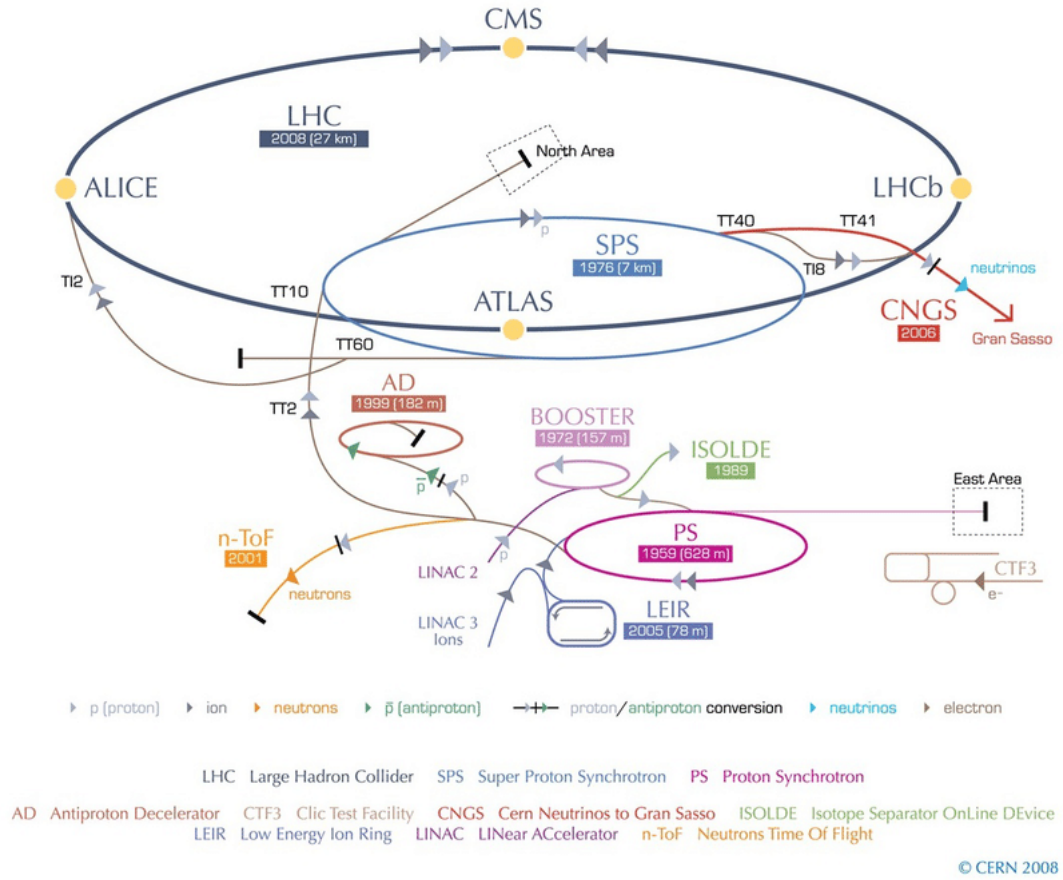 CMS
LHC
2008 (27 km)
North Area
ALICE
LHCb
TT40
TT41
p
SPS
1976 (7 km)
TI8
neutrinos
TI2
TT10
ATLAS
CNGS
2006
Gran Sasso
TT60
AD
1999 (182 m)
TT2
BOOSTER
1972 (157 m)
ISOLDE
1989
p̄
p
East Area
n-ToF
2001
PS
1959 (628 m)
p
LINAC 2
neutrons
CTF3
e-
LINAC 3
Ions
LEIR
2005 (78 m)
p (proton) ion neutrons p̄ (antiproton) proton/antiproton conversion neutrinos electron
LHC Large Hadron Collider SPS Super Proton Synchrotron PS Proton Synchrotron
AD Antiproton Decelerator CTF3 Clic Test Facility CNGS Cern Neutrinos to Gran Sasso ISOLDE Isotope Separator OnLine DEvice
LEIR Low Energy Ion Ring LINAC LINear ACcelerator n-ToF Neutrons Time Of Flight
© CERN 2008